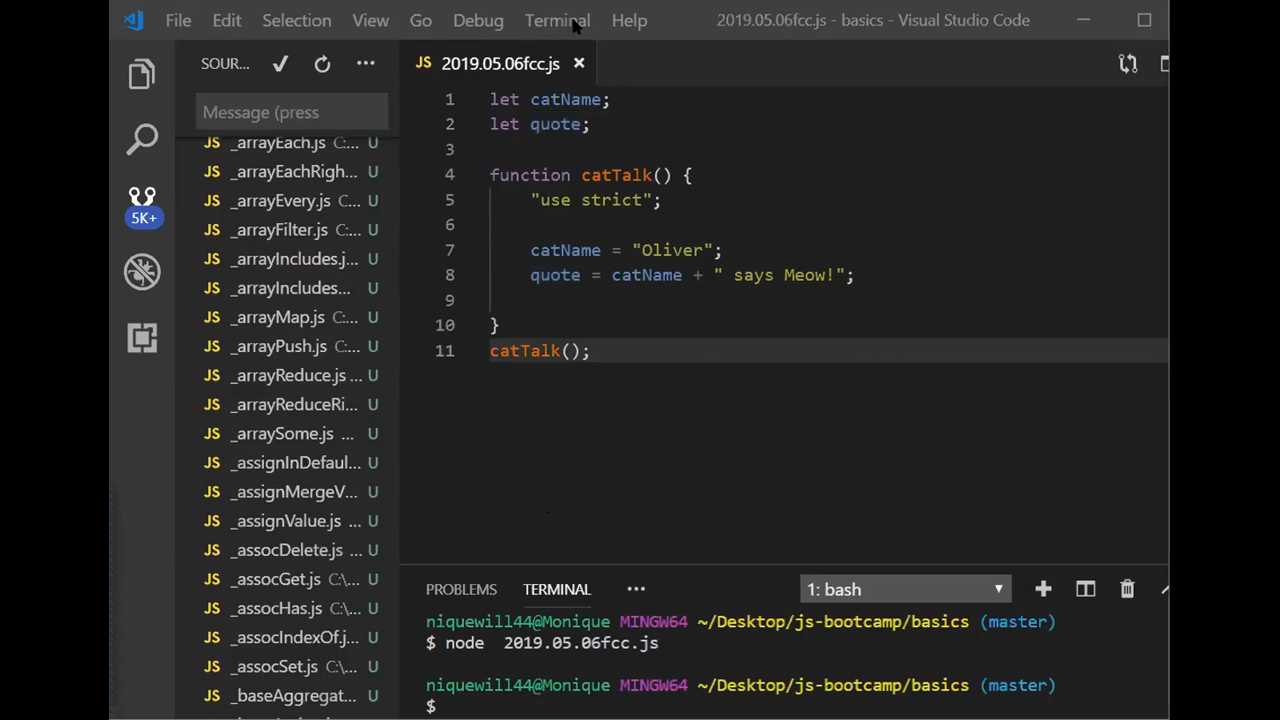 File Edit Selection View Go Debug Terminal Help 2019.05.06fcc.js - basics - Visual Studio Code
SOUR...
Message (press
5K+
JS _arrayEach.js C:... U
JS _arrayEachRigh... U
JS _arrayEvery.js C... U
JS _arrayFilter.js C:... U
JS _arrayIncludes.j... U
JS _arrayIncludes... U
JS _arrayMap.js C:... U
JS _arrayPush.js C:... U
JS _arrayReduce.js ... U
JS _arrayReduceRi... U
JS _arraySome.js ... U
JS _assignInDefaul... U
JS _assignMergeV... U
JS _assignValue.js ... U
JS _assocDelete.js ... U
JS _assocGet.js C:\... U
JS _assocHas.js C:\... U
JS _assocIndexOf.j... U
JS _assocSet.js C:\... U
JS _baseAggregat... U
JS 2019.05.06fcc.js ×
1 let catName;
2 let quote;
3
4 function catTalk() {
5 "use strict";
6
7 catName = "Oliver";
8 quote = catName + " says Meow!";
9
10 }
11 catTalk();
PROBLEMS TERMINAL ... 1: bash
niquewill44@Monique MINGW64 ~/Desktop/js-bootcamp/basics (master)
$ node 2019.05.06fcc.js
niquewill44@Monique MINGW64 ~/Desktop/js-bootcamp/basics (master)
$